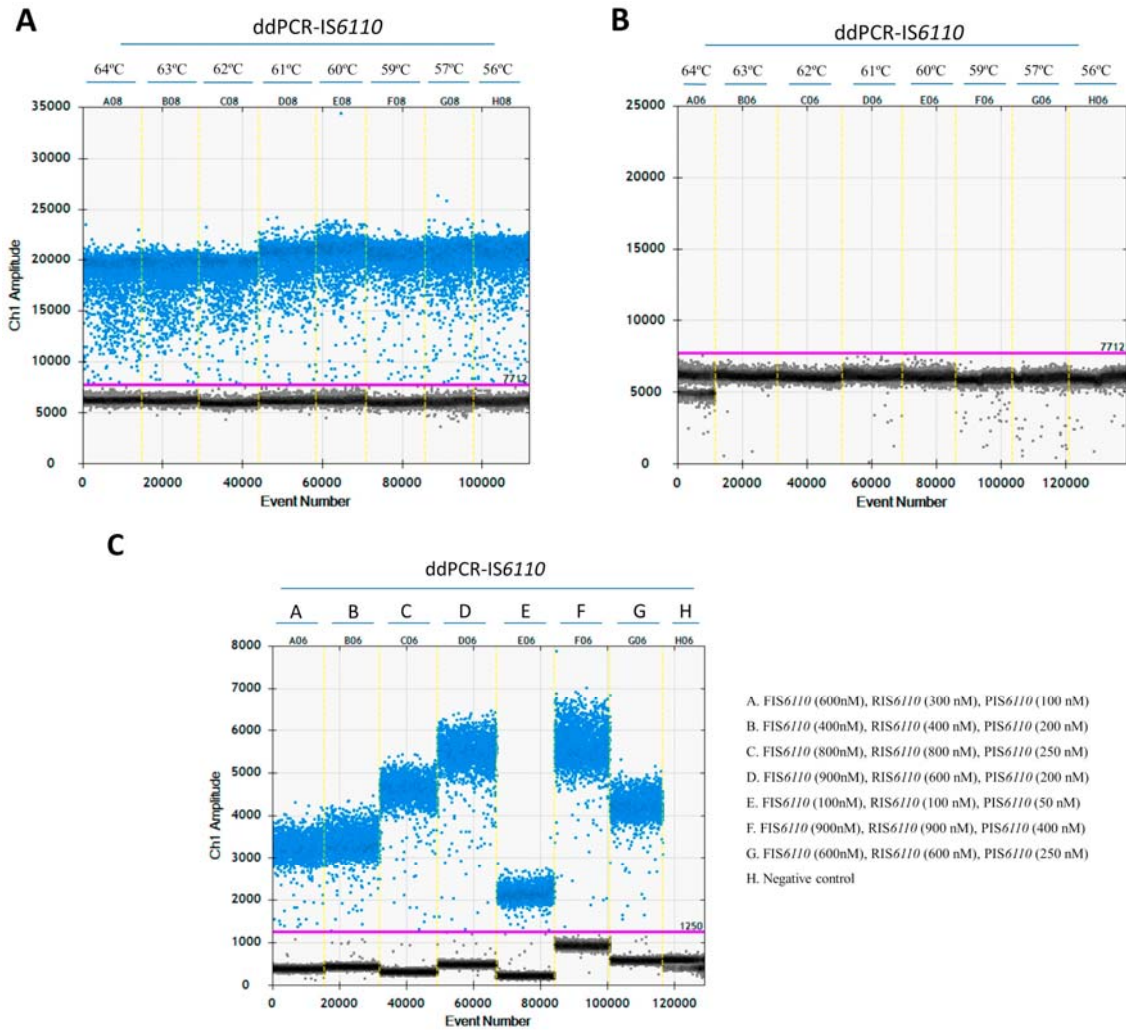 A
ddPCR-IS6110
64ºC 63ºC 62ºC 61ºC 60ºC 59ºC 57ºC 56ºC
A08 B08 C08 D08 E08 F08 G08 H08
35000
30000
25000
20000
15000
10000
7712
5000
0
0 20000 40000 60000 80000 100000
Ch1 Amplitude
Event Number
B
ddPCR-IS6110
64ºC 63ºC 62ºC 61ºC 60ºC 59ºC 57ºC 56ºC
A06 B06 C06 D06 E06 F06 G06 H06
25000
20000
15000
10000
7712
5000
0
0 20000 40000 60000 80000 100000 120000
Event Number
C
ddPCR-IS6110
A B C D E F G H
A06 B06 C06 D06 E06 F06 G06 H06
8000
7000
6000
5000
4000
3000
2000
1250
1000
0
0 20000 40000 60000 80000 100000 120000
Ch1 Amplitude
Event Number
A. FIS6110 (600nM), RIS6110 (300 nM), PIS6110 (100 nM)
B. FIS6110 (400nM), RIS6110 (400 nM), PIS6110 (200 nM)
C. FIS6110 (800nM), RIS6110 (800 nM), PIS6110 (250 nM)
D. FIS6110 (900nM), RIS6110 (600 nM), PIS6110 (200 nM)
E. FIS6110 (100nM), RIS6110 (100 nM), PIS6110 (50 nM)
F. FIS6110 (900nM), RIS6110 (900 nM), PIS6110 (400 nM)
G. FIS6110 (600nM), RIS6110 (600 nM), PIS6110 (250 nM)
H. Negative control